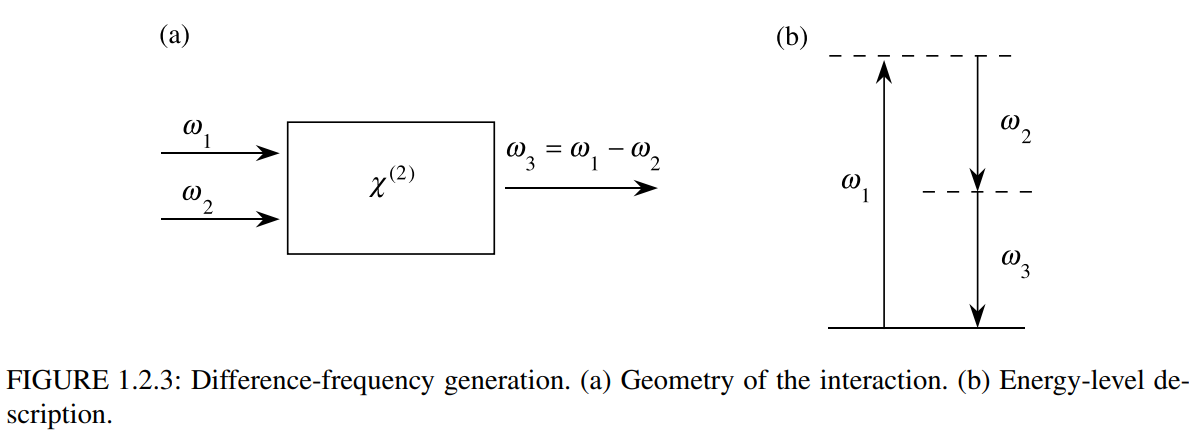 (a)
ω₁
ω₂
χ⁽²⁾
ω₃ = ω₁ − ω₂
(b)
ω₁
ω₂
ω₃
FIGURE 1.2.3: Difference-frequency generation. (a) Geometry of the interaction. (b) Energy-level de-
scription.